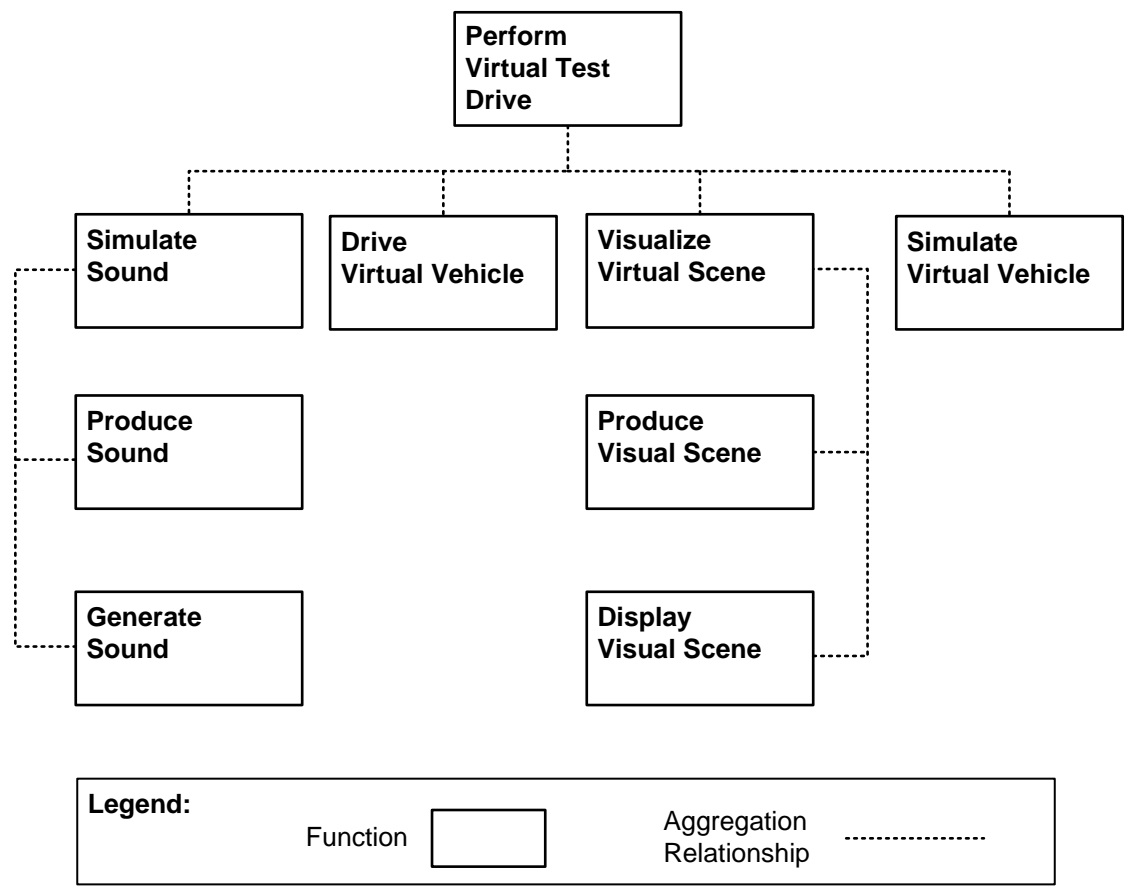 Perform
Virtual Test
Drive
Simulate
Sound
Drive
Virtual Vehicle
Visualize
Virtual Scene
Simulate
Virtual Vehicle
Produce
Sound
Produce
Visual Scene
Generate
Sound
Display
Visual Scene
Legend:
Function
Aggregation
Relationship